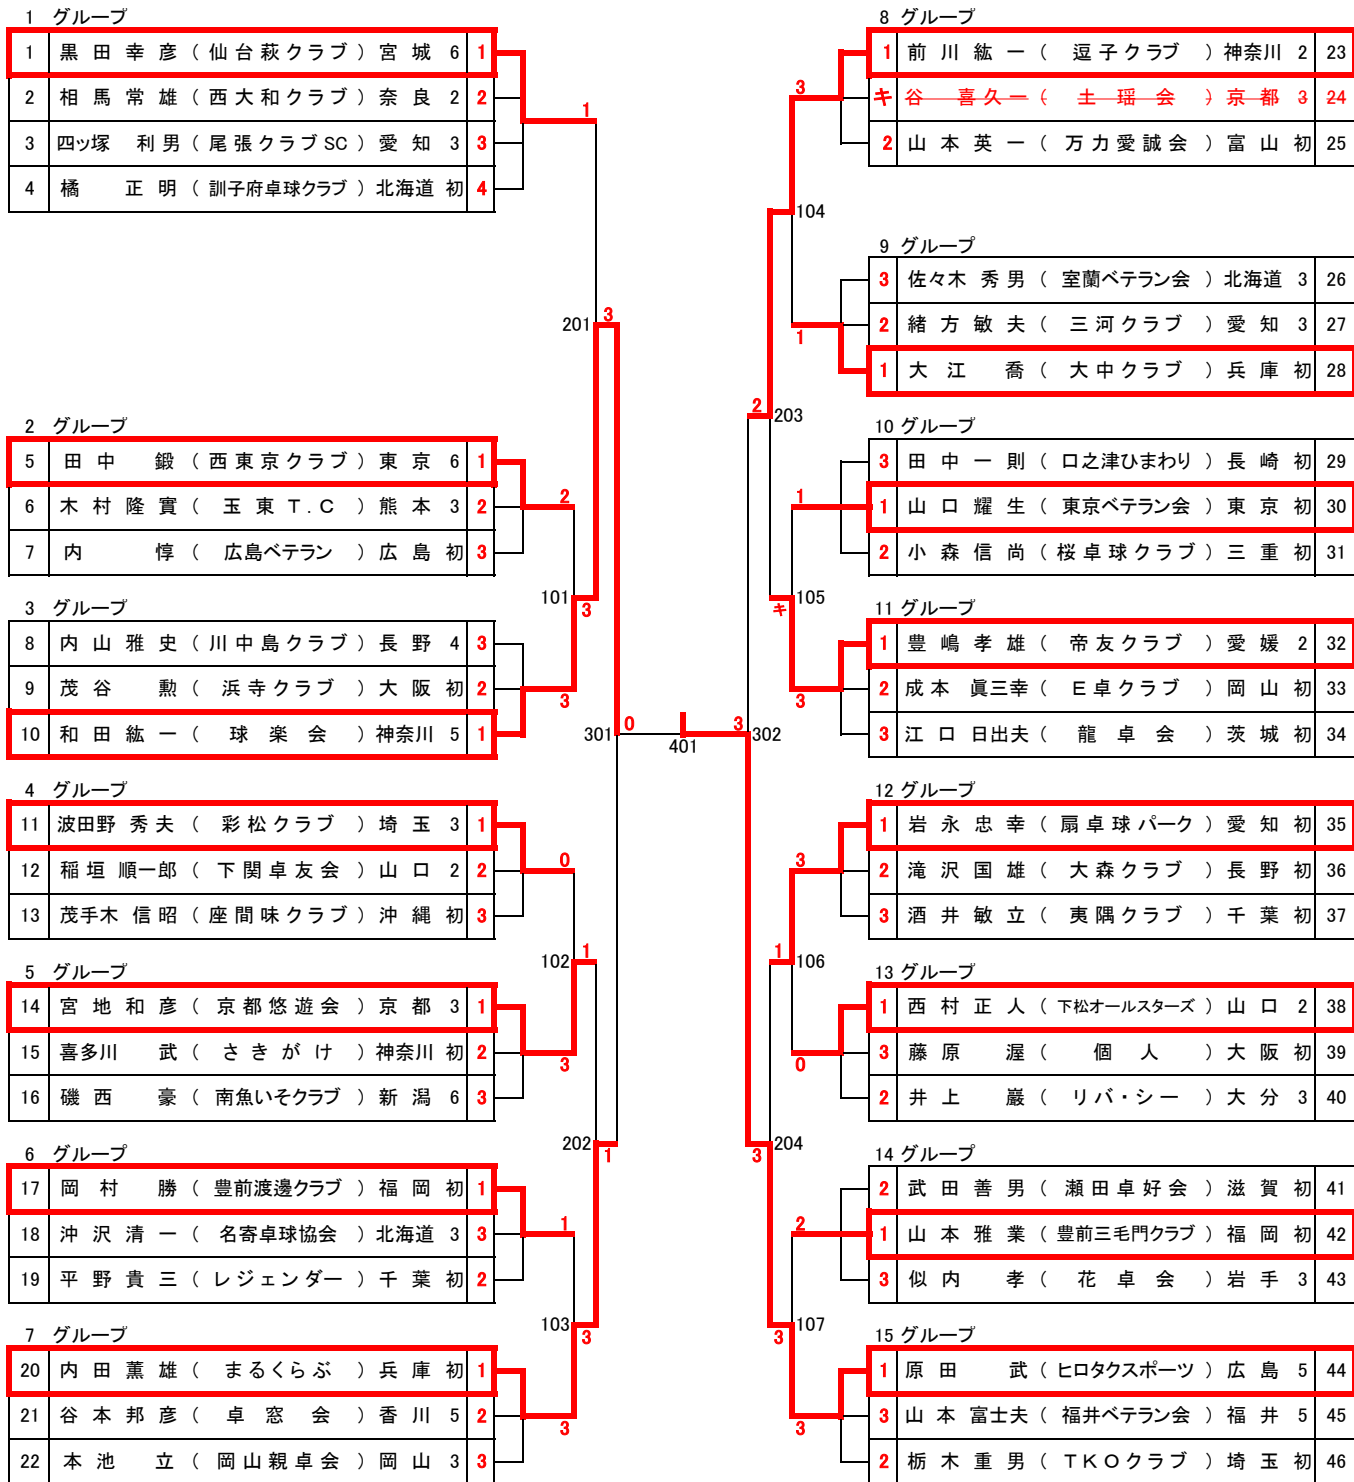 1 グループ
1 黒田幸彦 (仙台萩クラブ) 宮城 6 1
2 相馬常雄 (西大和クラブ) 奈良 2 2
3 四ッ塚 利男 (尾張クラブSC) 愛知 3 3
4 橘 正明 (訓子府卓球クラブ) 北海道 初 4
1
201
3
2 グループ
5 田中 鍛 (西東京クラブ) 東京 6 1
6 木村隆實 (玉東T.C) 熊本 3 2
7 内 惇 (広島ベテラン) 広島 初 3
2
101
3
3 グループ
8 内山雅史 (川中島クラブ) 長野 4 3
9 茂谷 勲 (浜寺クラブ) 大阪 初 2
10 和田紘一 (球楽会) 神奈川 5 1
3
301
0
401
4 グループ
11 波田野 秀夫 (彩松クラブ) 埼玉 3 1
12 稲垣 順一郎 (下関卓友会) 山口 2 2
13 茂手木 信昭 (座間味クラブ) 沖縄 初 3
0
102
1
5 グループ
14 宮地和彦 (京都悠遊会) 京都 3 1
15 喜多川 武 (さきがけ) 神奈川 初 2
16 磯西 豪 (南魚いそクラブ) 新潟 6 3
3
202
1
6 グループ
17 岡村 勝 (豊前渡邊クラブ) 福岡 初 1
18 沖沢清一 (名寄卓球協会) 北海道 3 3
19 平野貴三 (レジェンダー) 千葉 初 2
1
103
3
7 グループ
20 内田薫雄 (まるくらぶ) 兵庫 初 1
21 谷本邦彦 (卓窓会) 香川 5 2
22 本池 立 (岡山親卓会) 岡山 3 3
3
8 グループ
1 前川紘一 (逗子クラブ) 神奈川 2 23
キ 谷 喜久一 (土瑶会) 京都 3 24
2 山本英一 (万力愛誠会) 富山 初 25
3
104
9 グループ
3 佐々木 秀男 (室蘭ベテラン会) 北海道 3 26
2 緒方敏夫 (三河クラブ) 愛知 3 27
1 大江 喬 (大中クラブ) 兵庫 初 28
1
2
203
10 グループ
3 田中一則 (口之津ひまわり) 長崎 初 29
1 山口耀生 (東京ベテラン会) 東京 初 30
2 小森信尚 (桜卓球クラブ) 三重 初 31
1
キ
105
11 グループ
1 豊嶋孝雄 (帝友クラブ) 愛媛 2 32
2 成本 眞三幸 (E卓クラブ) 岡山 初 33
3 江口 日出夫 (龍卓会) 茨城 初 34
3
3
302
12 グループ
1 岩永忠幸 (扇卓球パーク) 愛知 初 35
2 滝沢国雄 (大森クラブ) 長野 初 36
3 酒井敏立 (夷隅クラブ) 千葉 初 37
3
1
106
13 グループ
1 西村正人 (下松オールスターズ) 山口 2 38
3 藤原 渥 (個人) 大阪 初 39
2 井上 巖 (リバ・シー) 大分 3 40
0
3
204
14 グループ
2 武田善男 (瀬田卓好会) 滋賀 初 41
1 山本雅業 (豊前三毛門クラブ) 福岡 初 42
3 似内 孝 (花卓会) 岩手 3 43
2
3
107
15 グループ
1 原田 武 (ヒロタクスポーツ) 広島 5 44
3 山本 富士夫 (福井ベテラン会) 福井 5 45
2 栃木重男 (TKOクラブ) 埼玉 初 46
3